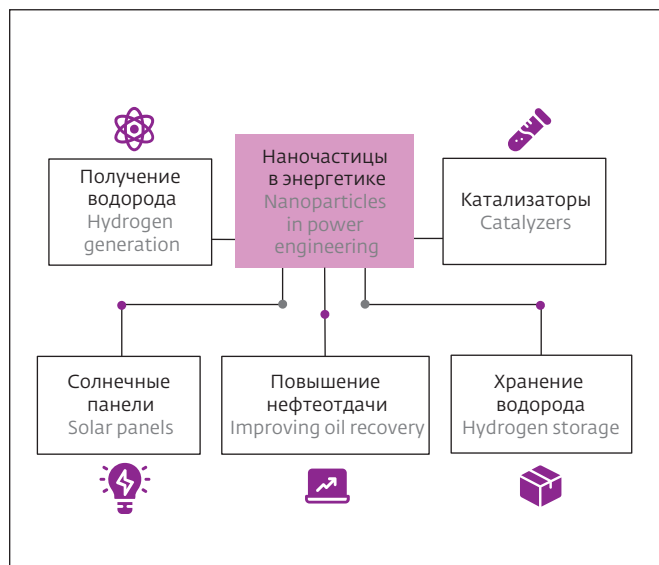 Наночастицы
в энергетике
Nanoparticles
in power
engineering
Получение
водорода
Hydrogen
generation
Катализаторы
Catalyzers
Солнечные
панели
Solar panels
Повышение
нефтеотдачи
Improving oil recovery
Хранение
водорода
Hydrogen storage